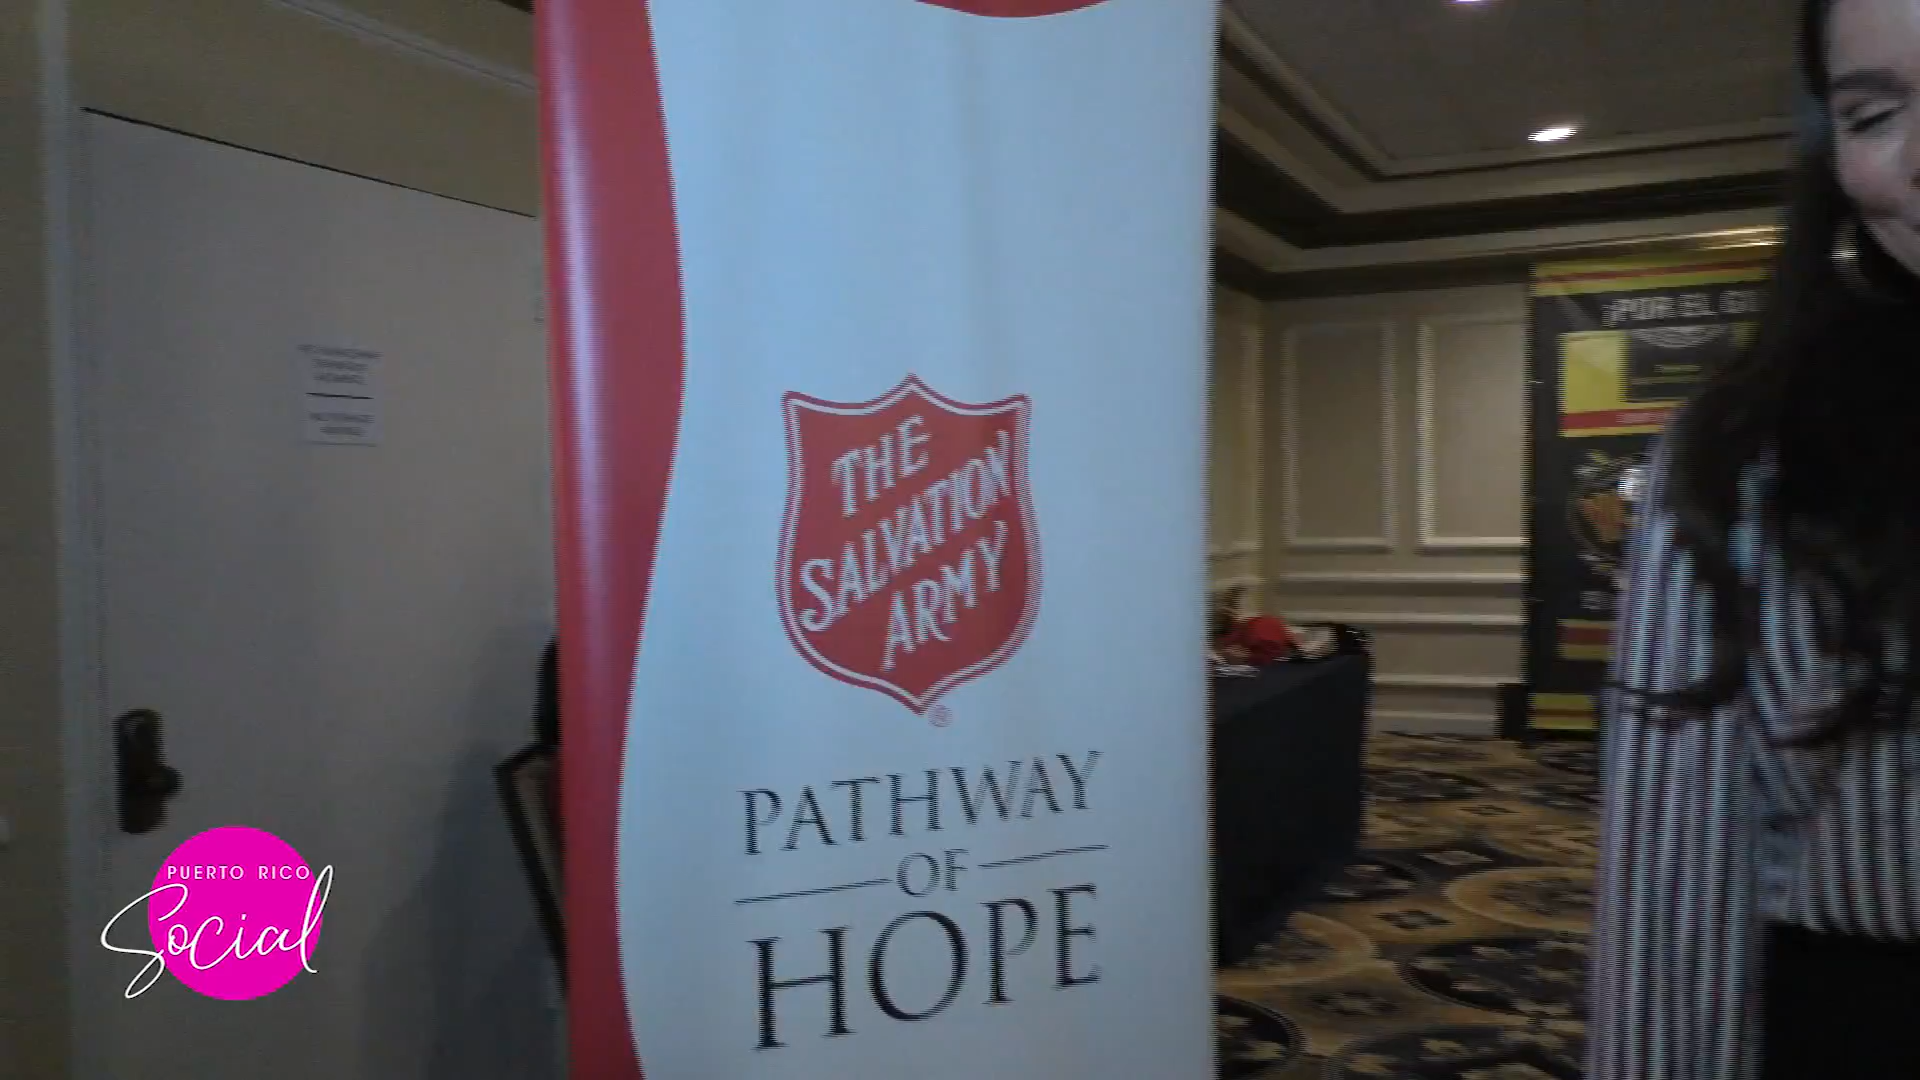 THE
SALVATION
ARMY
®
PATHWAY
OF
HOPE
¡POR EL
PUERTO RICO
Social